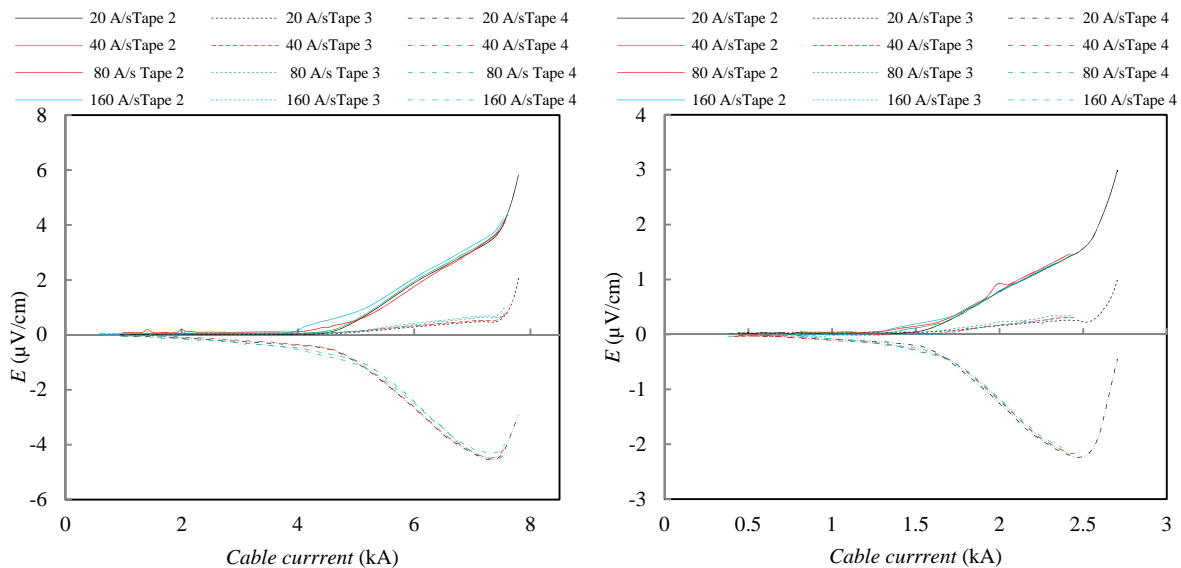 20 A/sTape 2 20 A/sTape 3 20 A/sTape 4
40 A/sTape 2 40 A/sTape 3 40 A/sTape 4
80 A/s Tape 2 80 A/s Tape 3 80 A/s Tape 4
160 A/sTape 2 160 A/sTape 3 160 A/sTape 4
8
6
4
2
0
-2
-4
-6
E (µV/cm)
0 2 4 6 8
Cable currrent (kA)
20 A/sTape 2 20 A/sTape 3 20 A/sTape 4
40 A/sTape 2 40 A/sTape 3 40 A/sTape 4
80 A/sTape 2 80 A/sTape 3 80 A/sTape 4
160 A/sTape 2 160 A/sTape 3 160 A/sTape 4
4
3
2
1
0
-1
-2
-3
E (µV/cm)
0 0.5 1 1.5 2 2.5 3
Cable currrent (kA)